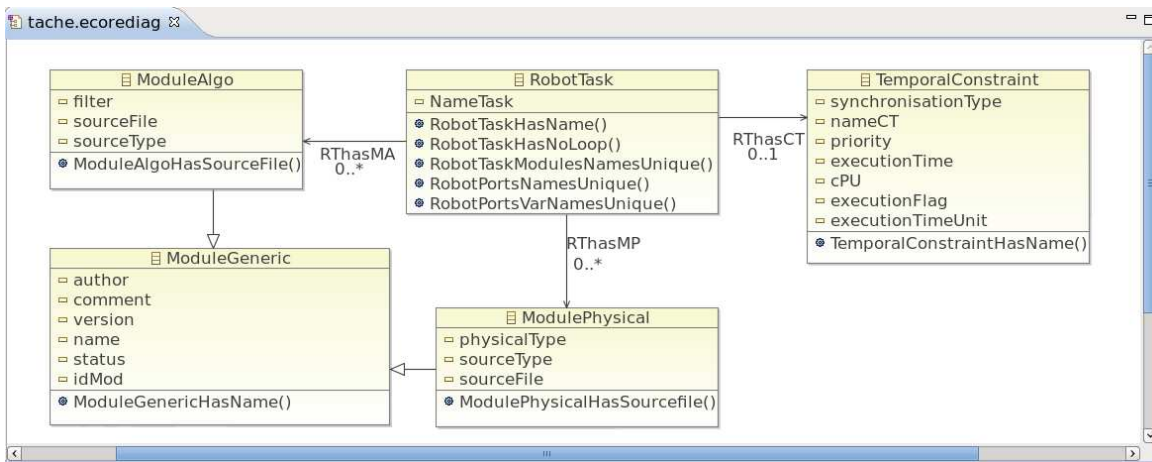 tache.ecorediag
ModuleAlgo
filter
sourceFile
sourceType
ModuleAlgoHasSourceFile()
RThasMA
0..*
RobotTask
NameTask
RobotTaskHasName()
RobotTaskHasNoLoop()
RobotTaskModulesNamesUnique()
RobotPortsNamesUnique()
RobotPortsVarNamesUnique()
RThasCT
0..1
TemporalConstraint
synchronisationType
nameCT
priority
executionTime
cPU
executionFlag
executionTimeUnit
TemporalConstraintHasName()
ModuleGeneric
author
comment
version
name
status
idMod
ModuleGenericHasName()
RThasMP
0..*
ModulePhysical
physicalType
sourceType
sourceFile
ModulePhysicalHasSourcefile()